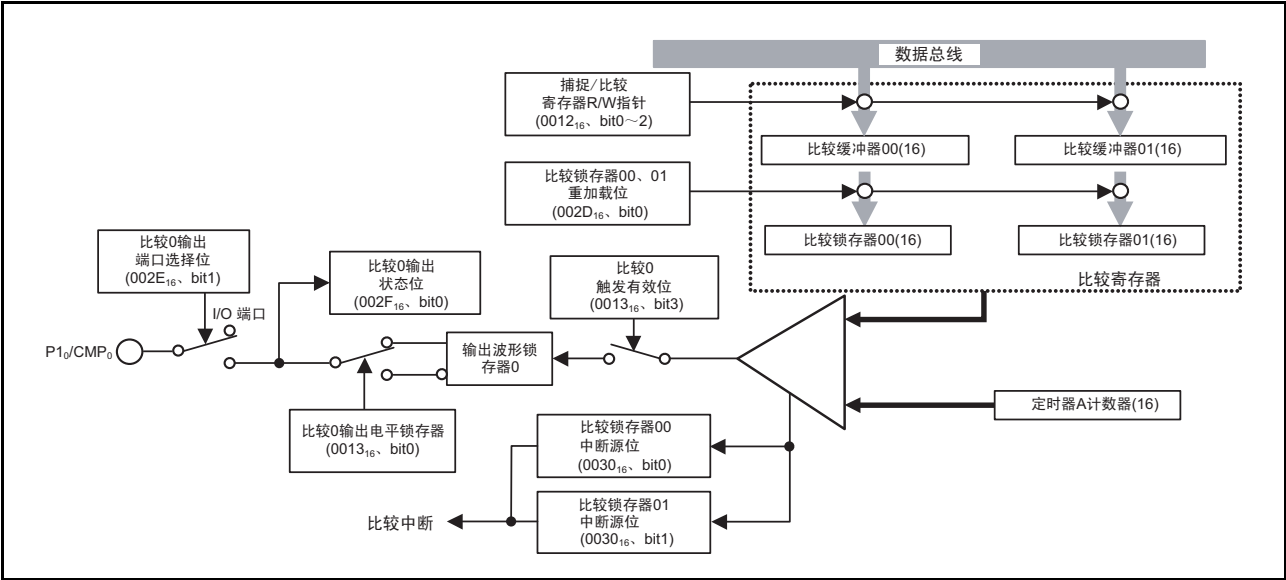 数据总线
捕捉/比较
寄存器R/W指针
(0012₁₆、bit0～2)
比较缓冲器00(16)
比较缓冲器01(16)
比较锁存器00、01
重加载位
(002D₁₆、bit0)
比较锁存器00(16)
比较锁存器01(16)
比较寄存器
比较0输出
端口选择位
(002E₁₆、bit1)
比较0输出
状态位
(002F₁₆、bit0)
比较0
触发有效位
(0013₁₆、bit3)
I/O 端口
P1₀/CMP₀
输出波形锁
存器0
定时器A计数器(16)
比较0输出电平锁存器
(0013₁₆、bit0)
比较锁存器00
中断源位
(0030₁₆、bit0)
比较锁存器01
中断源位
(0030₁₆、bit1)
比较中断